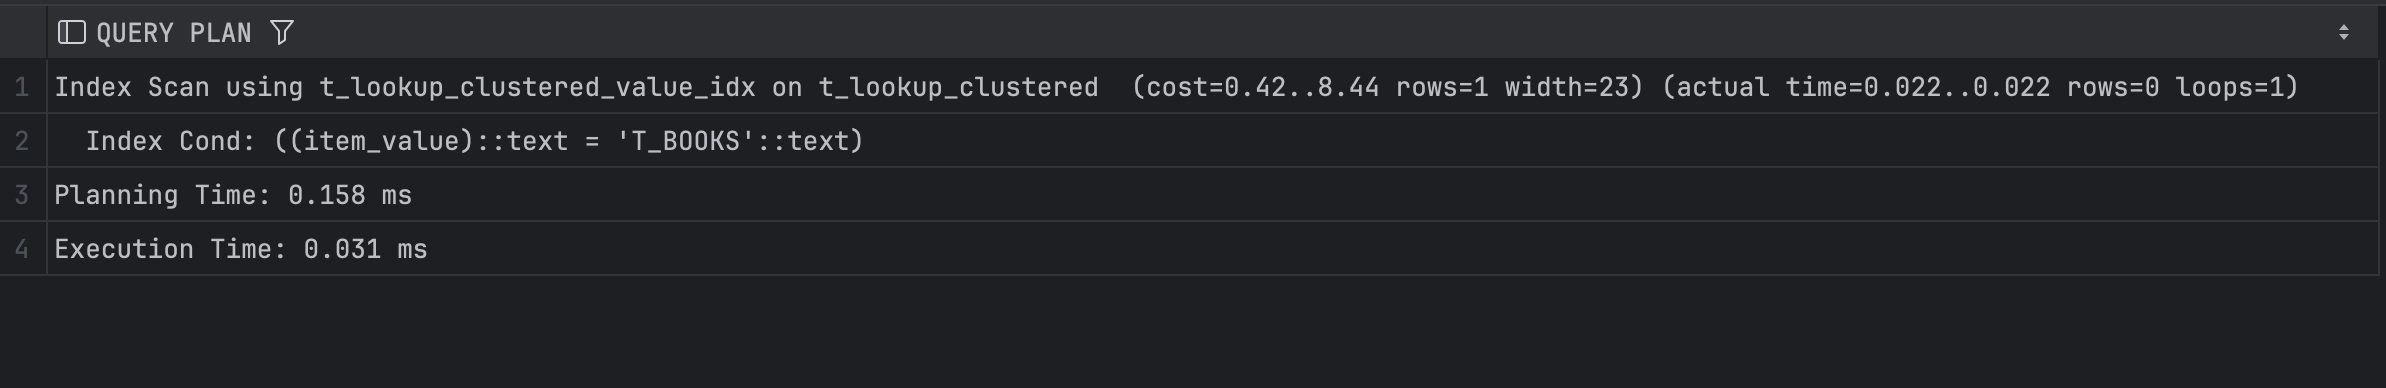 QUERY PLAN
1 Index Scan using t_lookup_clustered_value_idx on t_lookup_clustered  (cost=0.42..8.44 rows=1 width=23) (actual time=0.022..0.022 rows=0 loops=1)
2   Index Cond: ((item_value)::text = 'T_BOOKS'::text)
3 Planning Time: 0.158 ms
4 Execution Time: 0.031 ms